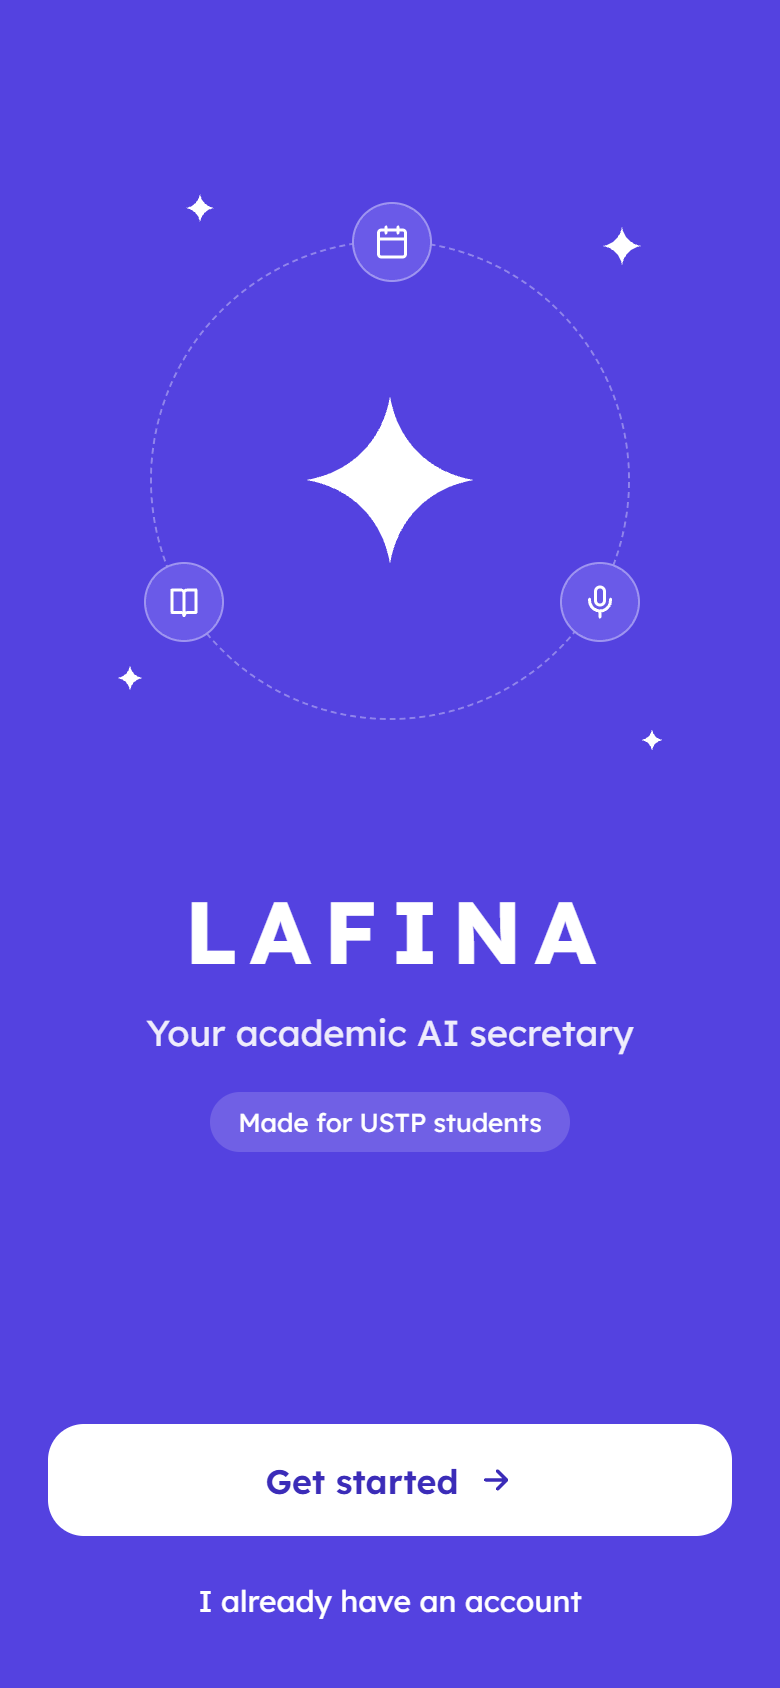 LAFINA
Your academic AI secretary
Made for USTP students
Get started
I already have an account